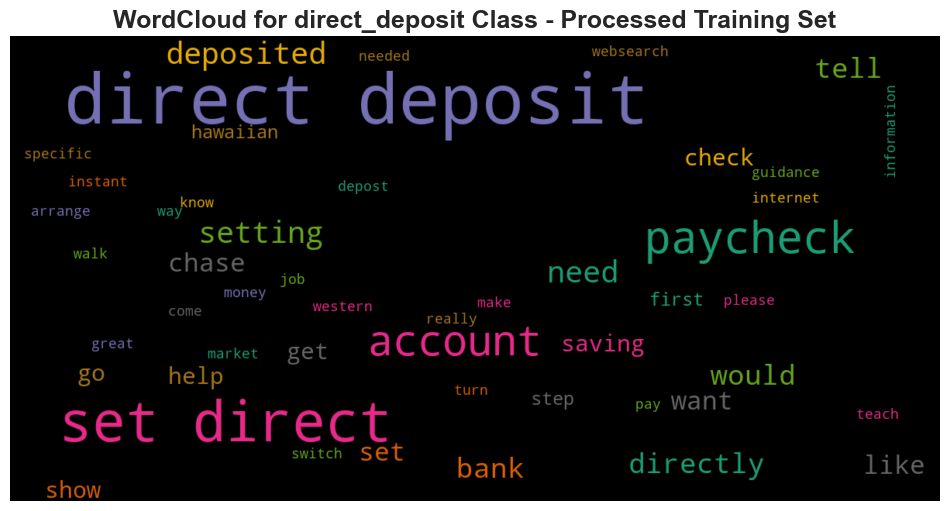 WordCloud for direct_deposit Class - Processed Training Set
deposited
needed
websearch
tell
direct deposit
information
hawaiian
specific
check
guidance
instant
depost
internet
arrange
way
know
setting
paycheck
walk
chase
need
job
money
first
please
western
make
come
really
great
market
get
account
saving
go
help
would
turn
step
pay
want
set direct
teach
switch
set
bank
directly
like
show